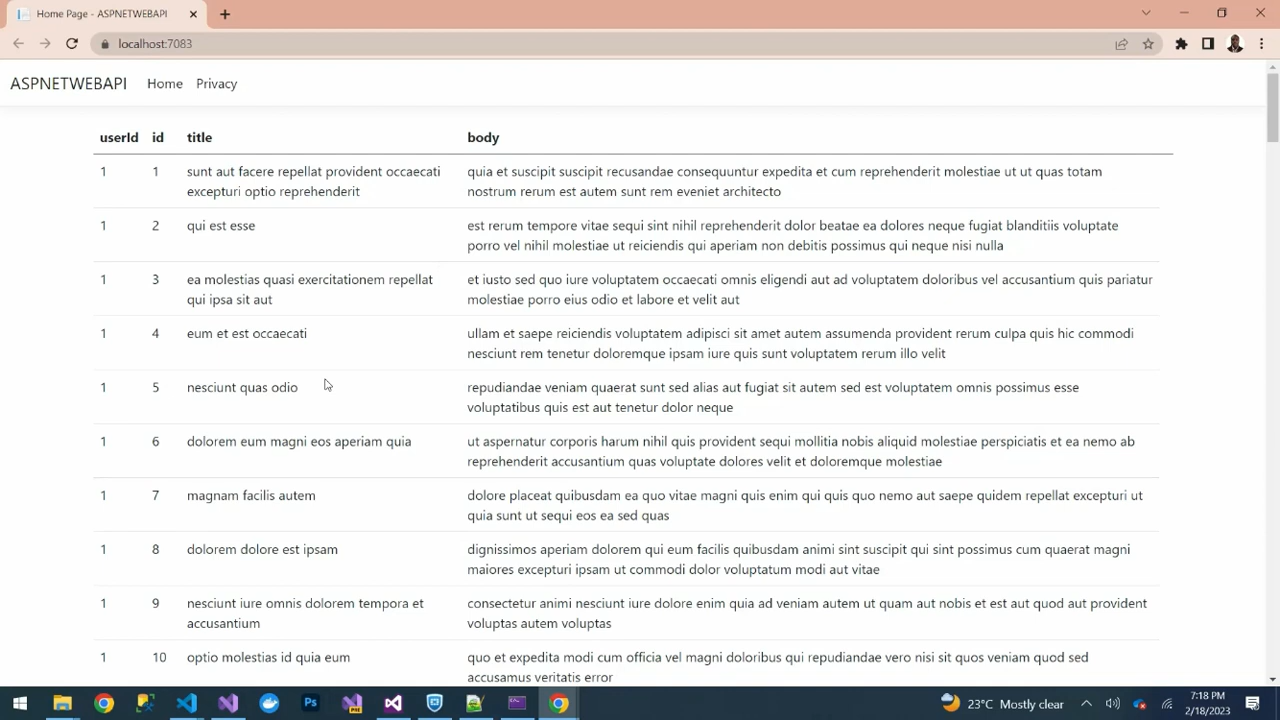 Home Page - ASPNETWEBAPI
localhost:7083
ASPNETWEBAPI Home Privacy
userId id title body
1 1 sunt aut facere repellat provident occaecati quia et suscipit suscipit recusandae consequuntur expedita et cum reprehenderit molestiae ut ut quas totam
excepturi optio reprehenderit nostrum rerum est autem sunt rem eveniet architecto
1 2 qui est esse est rerum tempore vitae sequi sint nihil reprehenderit dolor beatae ea dolores neque fugiat blanditiis voluptate
porro vel nihil molestiae ut reiciendis qui aperiam non debitis possimus qui neque nisi nulla
1 3 ea molestias quasi exercitationem repellat et iusto sed quo iure voluptatem occaecati omnis eligendi aut ad voluptatem doloribus vel accusantium quis pariatur
qui ipsa sit aut molestiae porro eius odio et labore et velit aut
1 4 eum et est occaecati ullam et saepe reiciendis voluptatem adipisci sit amet autem assumenda provident rerum culpa quis hic commodi
nesciunt rem tenetur doloremque ipsam iure quis sunt voluptatem rerum illo velit
1 5 nesciunt quas odio repudiandae veniam quaerat sunt sed alias aut fugiat sit autem sed est voluptatem omnis possimus esse
voluptatibus quis est aut tenetur dolor neque
1 6 dolorem eum magni eos aperiam quia ut aspernatur corporis harum nihil quis provident sequi mollitia nobis aliquid molestiae perspiciatis et ea nemo ab
reprehenderit accusantium quas voluptate dolores velit et doloremque molestiae
1 7 magnam facilis autem dolore placeat quibusdam ea quo vitae magni quis enim qui quis quo nemo aut saepe quidem repellat excepturi ut
quia sunt ut sequi eos ea sed quas
1 8 dolorem dolore est ipsam dignissimos aperiam dolorem qui eum facilis quibusdam animi sint suscipit qui sint possimus cum quaerat magni
maiores excepturi ipsam ut commodi dolor voluptatum modi aut vitae
1 9 nesciunt iure omnis dolorem tempora et consectetur animi nesciunt iure dolore enim quia ad veniam autem ut quam aut nobis et est aut quod aut provident
accusantium voluptas autem voluptas
1 10 optio molestias id quia eum quo et expedita modi cum officia vel magni doloribus qui repudiandae vero nisi sit quos veniam quod sed
accusamus veritatis error
Ps
PRE
23°C Mostly clear
7:18 PM
2/18/2023